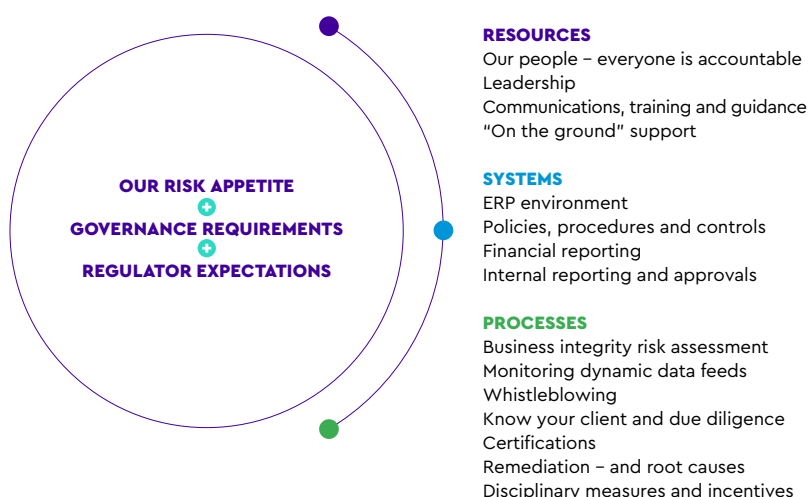 OUR RISK APPETITE
+
GOVERNANCE REQUIREMENTS
+
REGULATOR EXPECTATIONS
RESOURCES
Our people – everyone is accountable
Leadership
Communications, training and guidance
“On the ground” support
SYSTEMS
ERP environment
Policies, procedures and controls
Financial reporting
Internal reporting and approvals
PROCESSES
Business integrity risk assessment
Monitoring dynamic data feeds
Whistleblowing
Know your client and due diligence
Certifications
Remediation – and root causes
Disciplinary measures and incentives